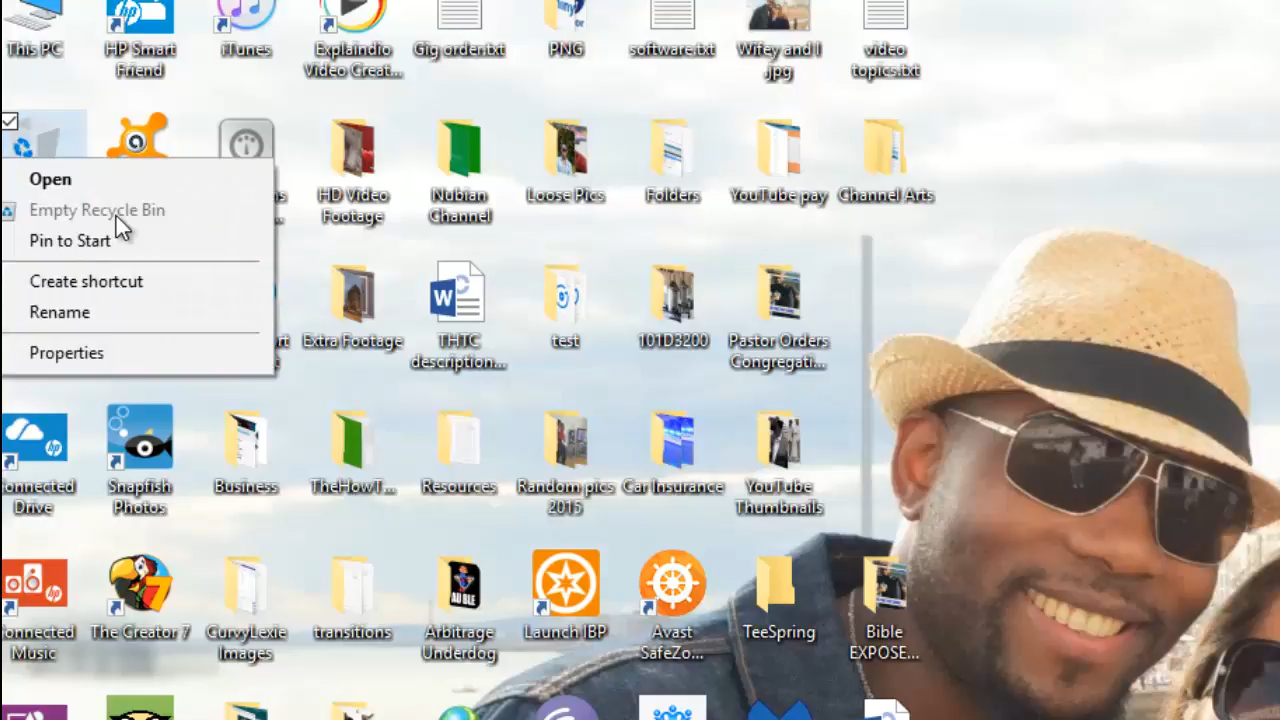 This PC
HP Smart
Friend
iTunes
Explaindio
Video Creat...
Gig order.txt
PNG
software.txt
Wifey and I
.jpg
video
topics.txt
Open
Empty Recycle Bin
Pin to Start
Create shortcut
Rename
Properties
HD Video
Footage
Nubian
Channel
Loose Pics
Folders
YouTube pay
Channel Arts
Extra Footage
THTC
description...
test
101D3200
Pastor Orders
Congregati...
onnected
Drive
Snapfish
Photos
Business
TheHowT...
Resources
Random pics
2015
Car Insurance
YouTube
Thumbnails
onnected
Music
The Creator 7
CurvyLexie
Images
transitions
Arbitrage
Underdog
Launch IBP
Avast
SafeZo...
TeeSpring
Bible
EXPOSE...